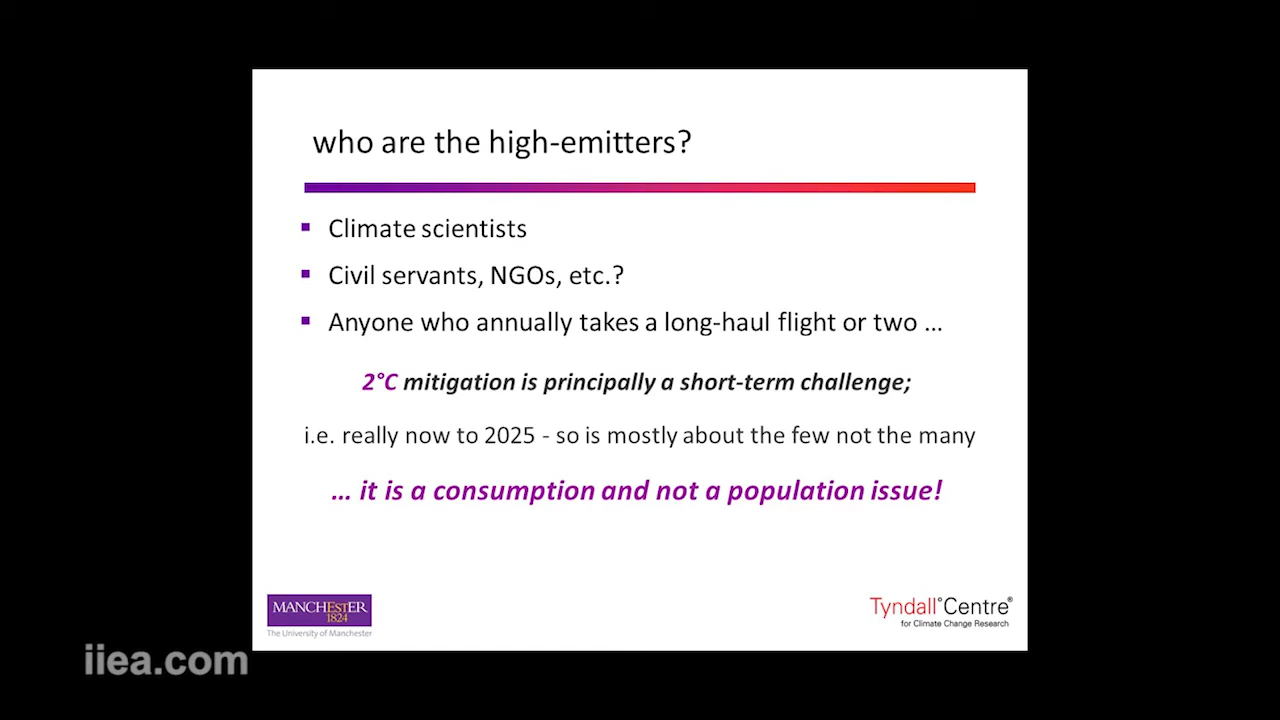 who are the high-emitters?
▪ Climate scientists
▪ Civil servants, NGOs, etc.?
▪ Anyone who annually takes a long-haul flight or two ...
2°C mitigation is principally a short-term challenge;
i.e. really now to 2025 - so is mostly about the few not the many
... it is a consumption and not a population issue!
MANCHESTER
1824
The University of Manchester
Tyndall°Centre®
for Climate Change Research
iiea.com